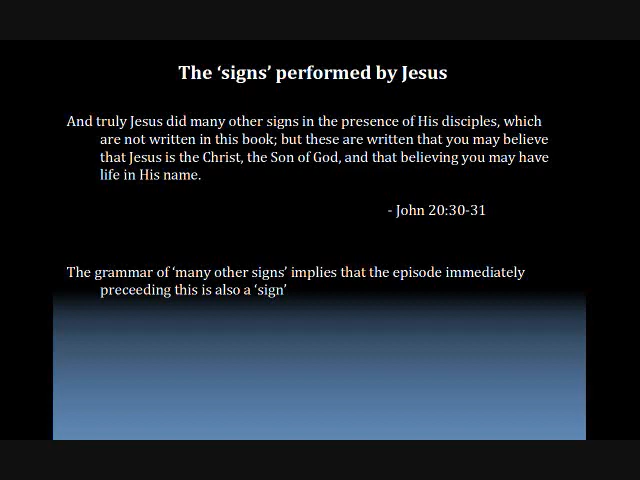 The ‘signs’ performed by Jesus
And truly Jesus did many other signs in the presence of His disciples, which
are not written in this book; but these are written that you may believe
that Jesus is the Christ, the Son of God, and that believing you may have
life in His name.
- John 20:30-31
The grammar of ‘many other signs’ implies that the episode immediately
preceeding this is also a ‘sign’